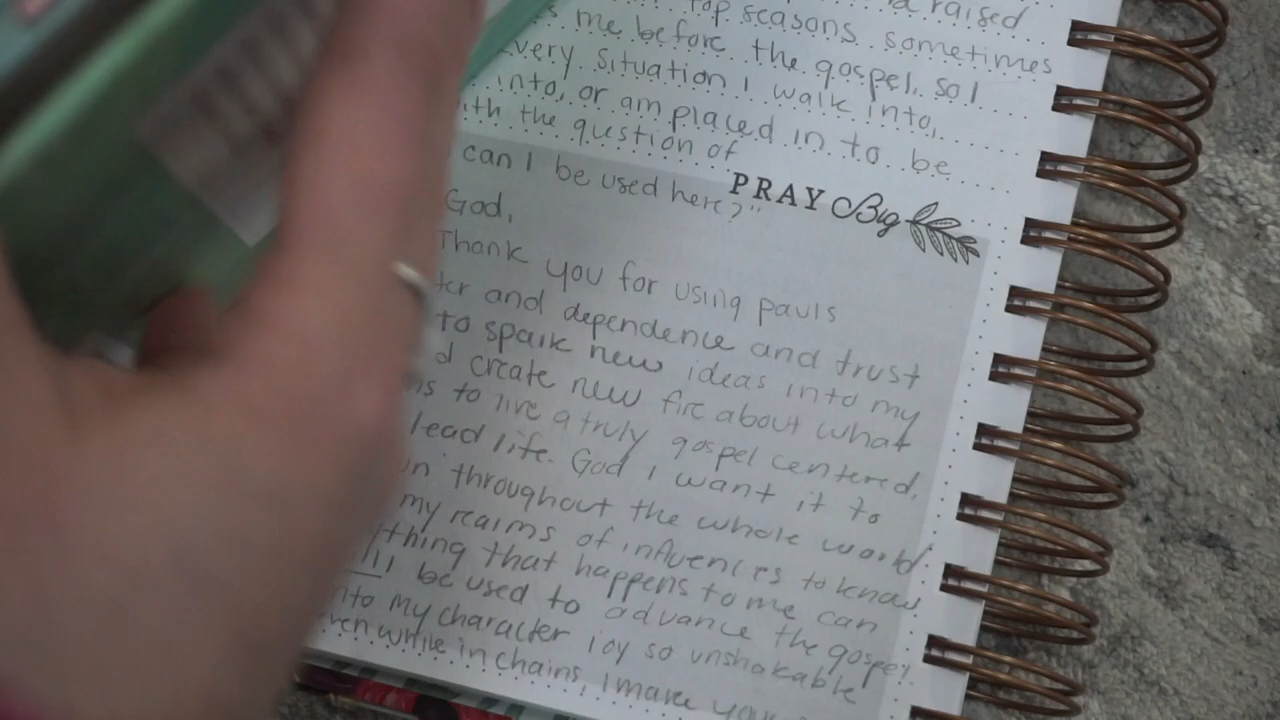 raised
top seasons sometimes
me before the gospel. so I
every situation I walk into,
into, or am placed in to be
with the question of
can I be used here?"
PRAY Big
God,
Thank you for using pauls
and dependence and trust
to spark new ideas into my
create new fire about what
to live a truly gospel centered,
lead life. God I want it to
throughout the whole world
my realms of influences to know
that happens to me can
be used to advance the gospel.
into my character joy so unshakable
even while in chains, I make